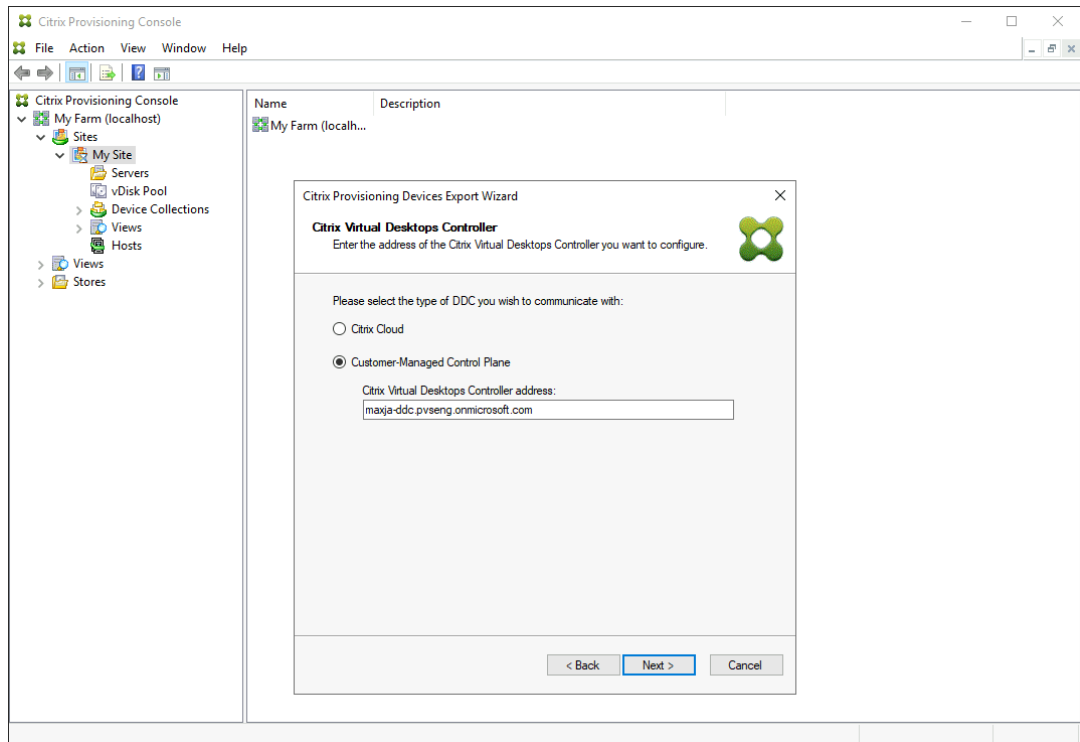 Citrix Provisioning Console
File Action View Window Help
Citrix Provisioning Console
My Farm (localhost)
Sites
My Site
Servers
vDisk Pool
Device Collections
Views
Hosts
Views
Stores
Name Description
My Farm (localh...
Citrix Provisioning Devices Export Wizard
Citrix Virtual Desktops Controller
Enter the address of the Citrix Virtual Desktops Controller you want to configure.
Please select the type of DDC you wish to communicate with:
Citrix Cloud
Customer-Managed Control Plane
Citrix Virtual Desktops Controller address:
maxja-ddc.pvseng.onmicrosoft.com
< Back Next > Cancel